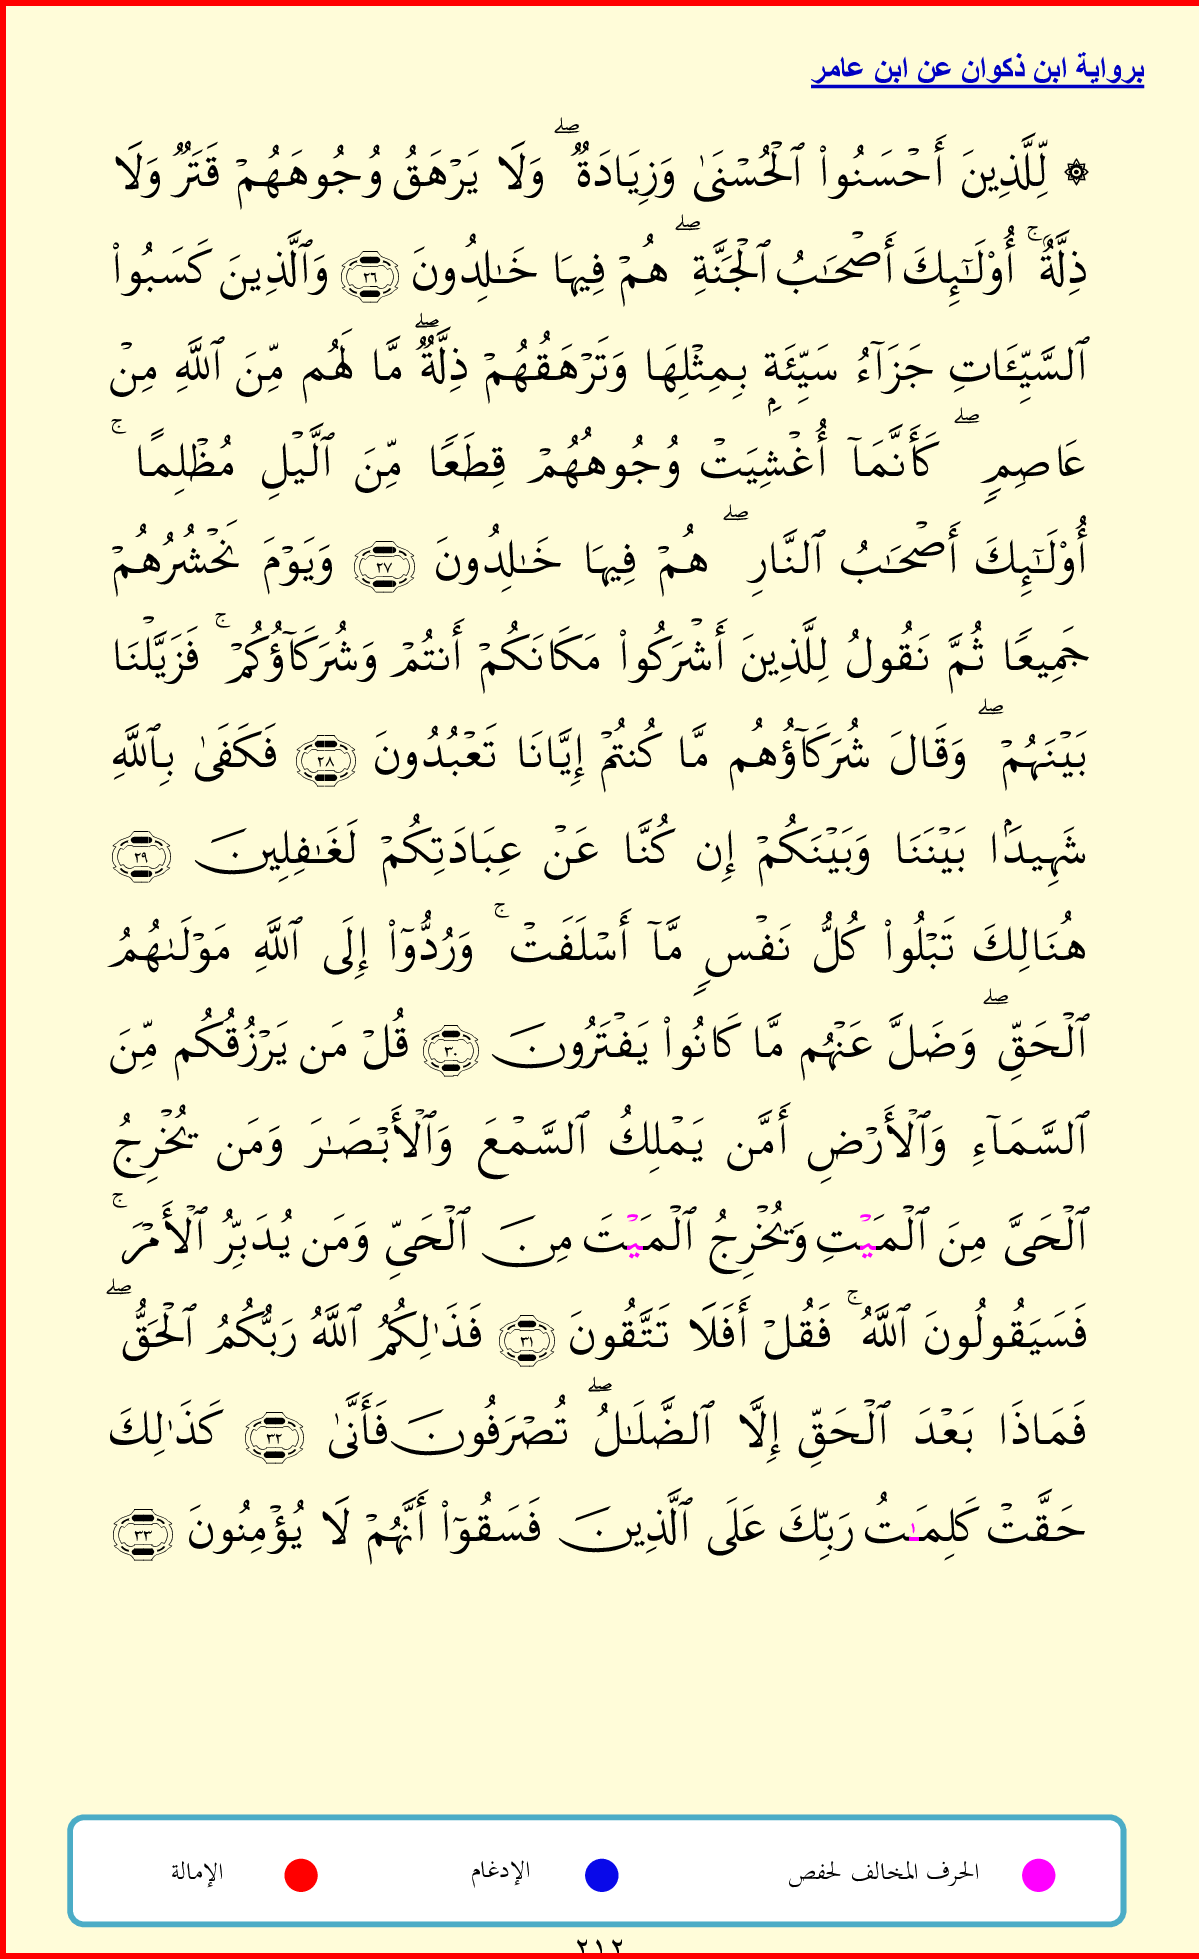 برواية ابن ذكوان عن ابن عامر
۞ لِّلَّذِينَ أَحۡسَنُواْ ٱلۡحُسۡنَىٰ وَزِيَادَةٞۖ وَلَا يَرۡهَقُ وُجُوهَهُمۡ قَتَرٞ وَلَا
ذِلَّةٌۚ أُوْلَـٰٓئِكَ أَصۡحَـٰبُ ٱلۡجَنَّةِۖ هُمۡ فِيهَا خَـٰلِدُونَ ٢٦ وَٱلَّذِينَ كَسَبُواْ
ٱلسَّيِّـَٔاتِ جَزَآءُ سَيِّئَةِۭ بِمِثۡلِهَا وَتَرۡهَقُهُمۡ ذِلَّةٞۖ مَّا لَهُم مِّنَ ٱللَّهِ مِنۡ
عَاصِمٖۖ كَأَنَّمَآ أُغۡشِيَتۡ وُجُوهُهُمۡ قِطَعٗا مِّنَ ٱلَّيۡلِ مُظۡلِمًاۚ
أُوْلَـٰٓئِكَ أَصۡحَـٰبُ ٱلنَّارِۖ هُمۡ فِيهَا خَـٰلِدُونَ ٢٧ وَيَوۡمَ نَحۡشُرُهُمۡ
جَمِيعٗا ثُمَّ نَقُولُ لِلَّذِينَ أَشۡرَكُواْ مَكَانَكُمۡ أَنتُمۡ وَشُرَكَآؤُكُمۡۚ فَزَيَّلۡنَا
بَيۡنَهُمۡۖ وَقَالَ شُرَكَآؤُهُم مَّا كُنتُمۡ إِيَّانَا تَعۡبُدُونَ ٢٨ فَكَفَىٰ بِٱللَّهِ
شَهِيدَۢا بَيۡنَنَا وَبَيۡنَكُمۡ إِن كُنَّا عَنۡ عِبَادَتِكُمۡ لَغَـٰفِلِينَ ٢٩
هُنَالِكَ تَبۡلُواْ كُلُّ نَفۡسٖ مَّآ أَسۡلَفَتۡۚ وَرُدُّوٓاْ إِلَى ٱللَّهِ مَوۡلَىٰهُمُ
ٱلۡحَقِّۖ وَضَلَّ عَنۡهُم مَّا كَانُواْ يَفۡتَرُونَ ٣٠ قُلۡ مَن يَرۡزُقُكُم مِّنَ
ٱلسَّمَآءِ وَٱلۡأَرۡضِ أَمَّن يَمۡلِكُ ٱلسَّمۡعَ وَٱلۡأَبۡصَـٰرَ وَمَن يُخۡرِجُ
ٱلۡحَىَّ مِنَ ٱلۡمَيۡتِ وَيُخۡرِجُ ٱلۡمَيۡتَ مِنَ ٱلۡحَىِّ وَمَن يُدَبِّرُ ٱلۡأَمۡرَۚ
فَسَيَقُولُونَ ٱللَّهُۚ فَقُلۡ أَفَلَا تَتَّقُونَ ٣١ فَذَٰلِكُمُ ٱللَّهُ رَبُّكُمُ ٱلۡحَقُّۖ
فَمَاذَا بَعۡدَ ٱلۡحَقِّ إِلَّا ٱلضَّلَـٰلُۖ فَأَنَّىٰ تُصۡرَفُونَ ٣٢ كَذَٰلِكَ
حَقَّتۡ كَلِمَـٰتُ رَبِّكَ عَلَى ٱلَّذِينَ فَسَقُوٓاْ أَنَّهُمۡ لَا يُؤۡمِنُونَ ٣٣
الحرف المخالف لحفص الإدغام الإمالة
٢١٢